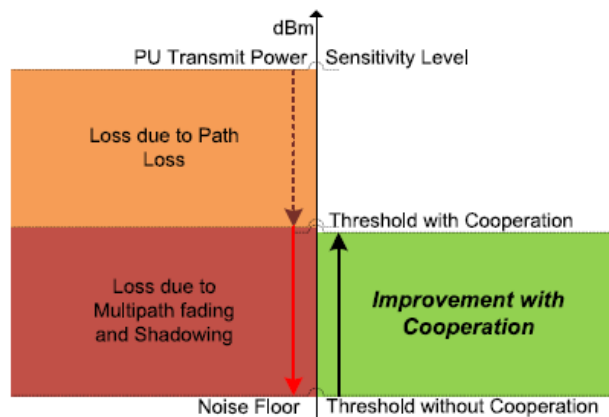 dBm
PU Transmit Power
Sensitivity Level
Loss due to Path
Loss
Threshold with Cooperation
Loss due to
Multipath fading
and Shadowing
Improvement with
Cooperation
Noise Floor
Threshold without Cooperation